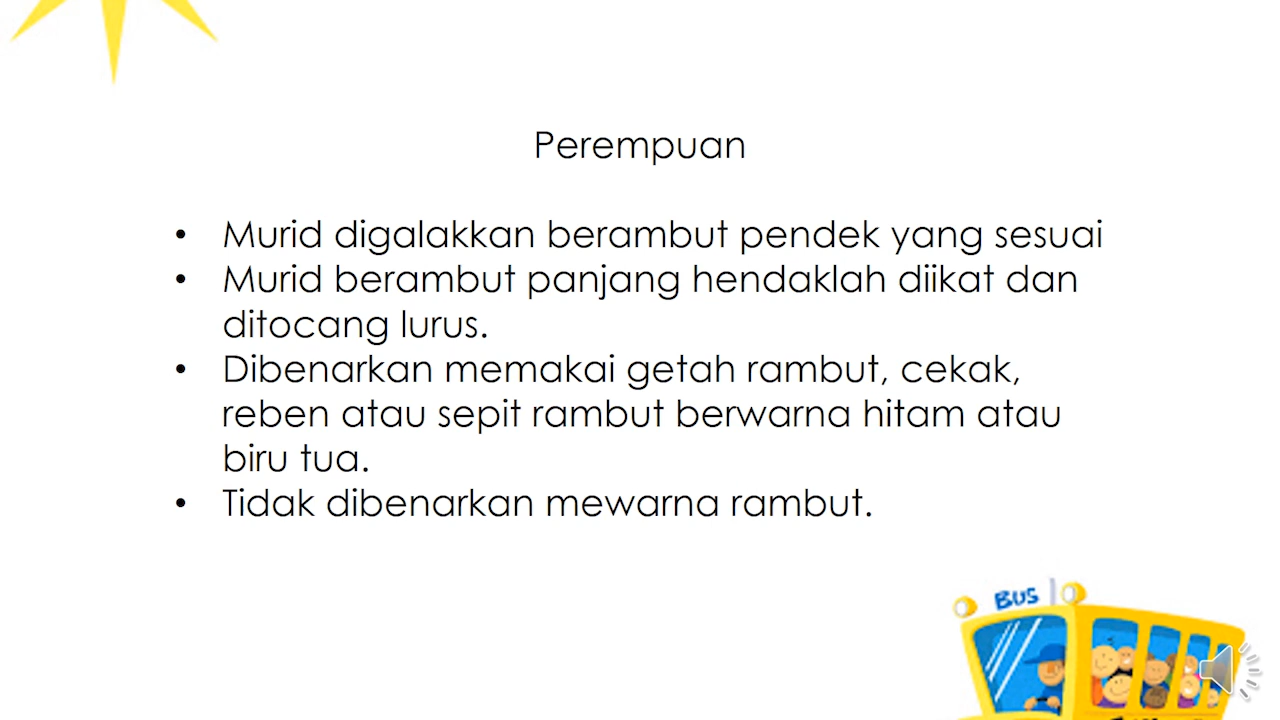 Perempuan
• Murid digalakkan berambut pendek yang sesuai
• Murid berambut panjang hendaklah diikat dan
ditocang lurus.
• Dibenarkan memakai getah rambut, cekak,
reben atau sepit rambut berwarna hitam atau
biru tua.
• Tidak dibenarkan mewarna rambut.
BUS